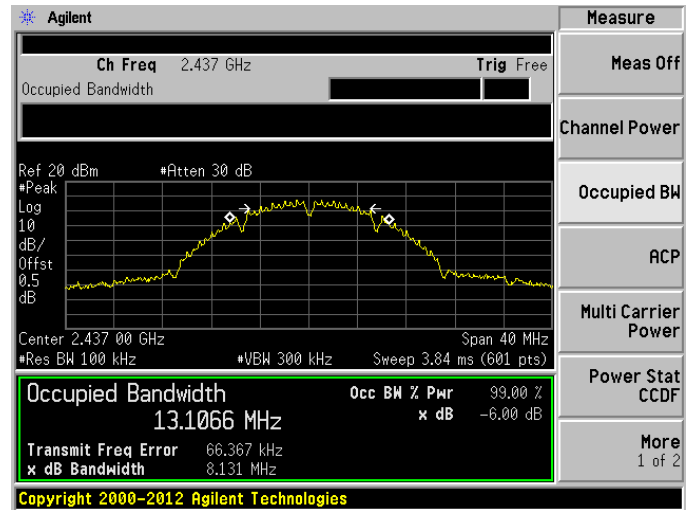 Agilent
Measure
Ch Freq 2.437 GHz Trig Free
Occupied Bandwidth
Meas Off
Channel Power
Occupied BW
ACP
Multi Carrier
Power
Power Stat
CCDF
More
1 of 2
Ref 20 dBm #Atten 30 dB
#Peak
Log
10
dB/
Offst
0.5
dB
Center 2.437 00 GHz Span 40 MHz
#Res BW 100 kHz #VBW 300 kHz Sweep 3.84 ms (601 pts)
Occupied Bandwidth Occ BW % Pwr 99.00 %
13.1066 MHz x dB -6.00 dB
Transmit Freq Error 66.367 kHz
x dB Bandwidth 8.131 MHz
Copyright 2000-2012 Agilent Technologies